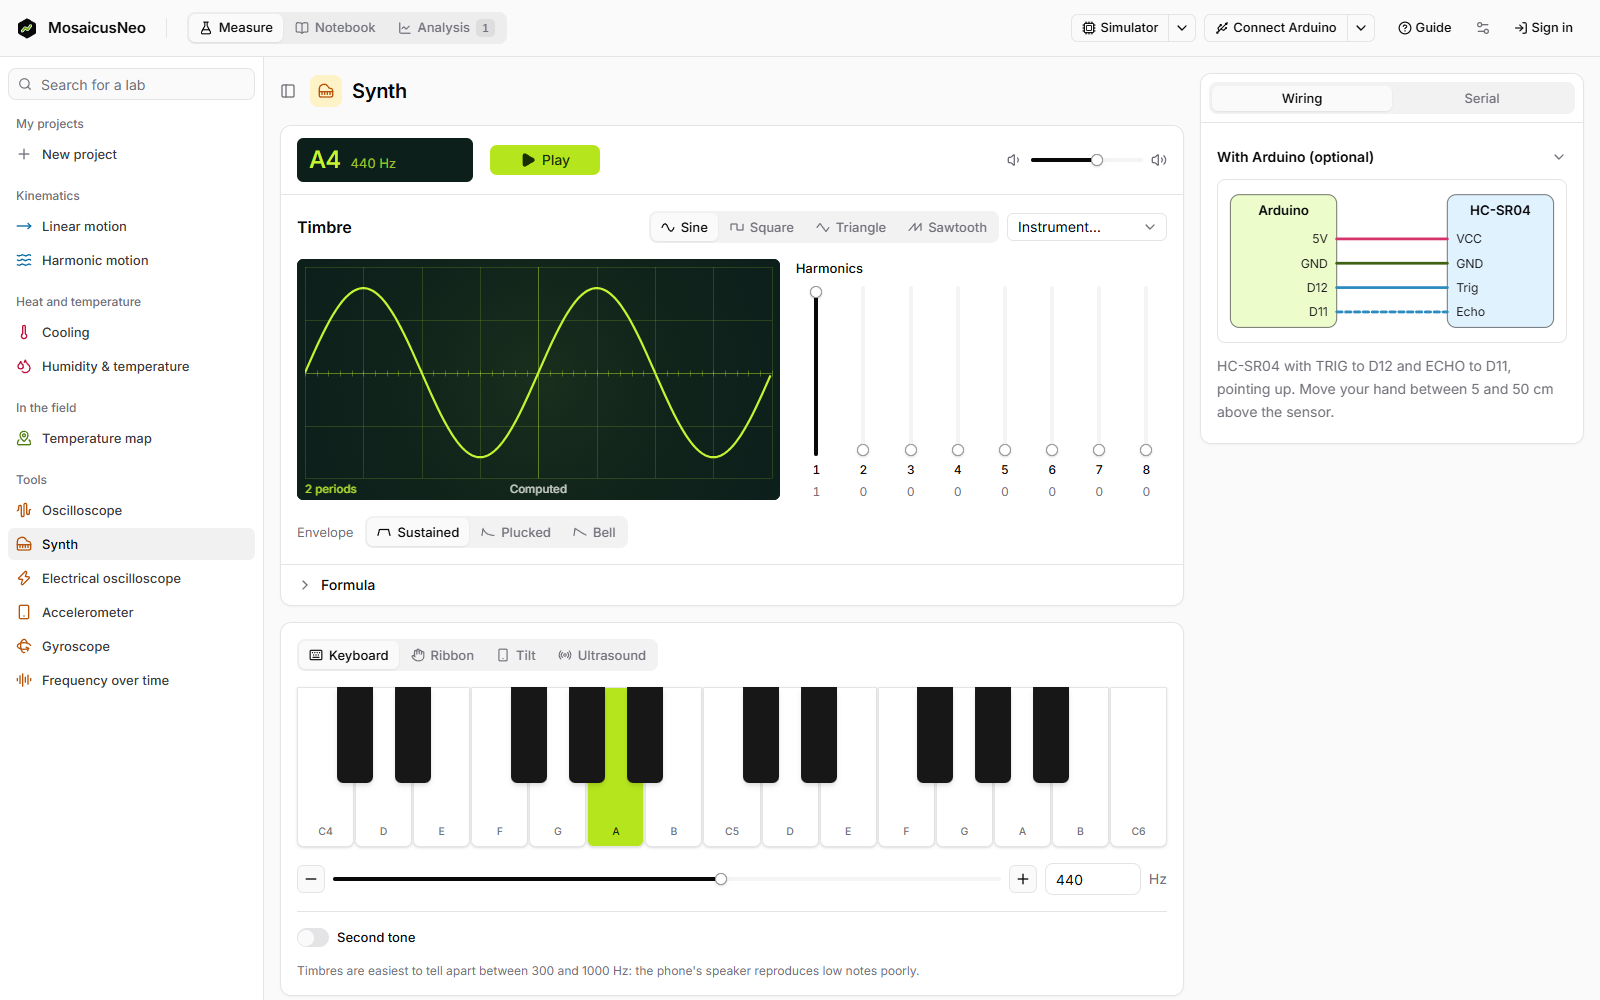 MosaicusNeo
Measure
Notebook
Analysis 1
Simulator
Connect Arduino
Guide
Sign in
Search for a lab
My projects
New project
Kinematics
Linear motion
Harmonic motion
Heat and temperature
Cooling
Humidity & temperature
In the field
Temperature map
Tools
Oscilloscope
Synth
Electrical oscilloscope
Accelerometer
Gyroscope
Frequency over time
Synth
A4 440 Hz
Play
Timbre
Sine
Square
Triangle
Sawtooth
Instrument...
2 periods
Computed
Harmonics
1 2 3 4 5 6 7 8
1 0 0 0 0 0 0 0
Envelope
Sustained
Plucked
Bell
Formula
Keyboard
Ribbon
Tilt
Ultrasound
C4 D E F G A B C5 D E F G A B C6
440 Hz
Second tone
Timbres are easiest to tell apart between 300 and 1000 Hz: the phone's speaker reproduces low notes poorly.
Wiring
Serial
With Arduino (optional)
Arduino HC-SR04
5V VCC
GND GND
D12 Trig
D11 Echo
HC-SR04 with TRIG to D12 and ECHO to D11,
pointing up. Move your hand between 5 and 50 cm
above the sensor.